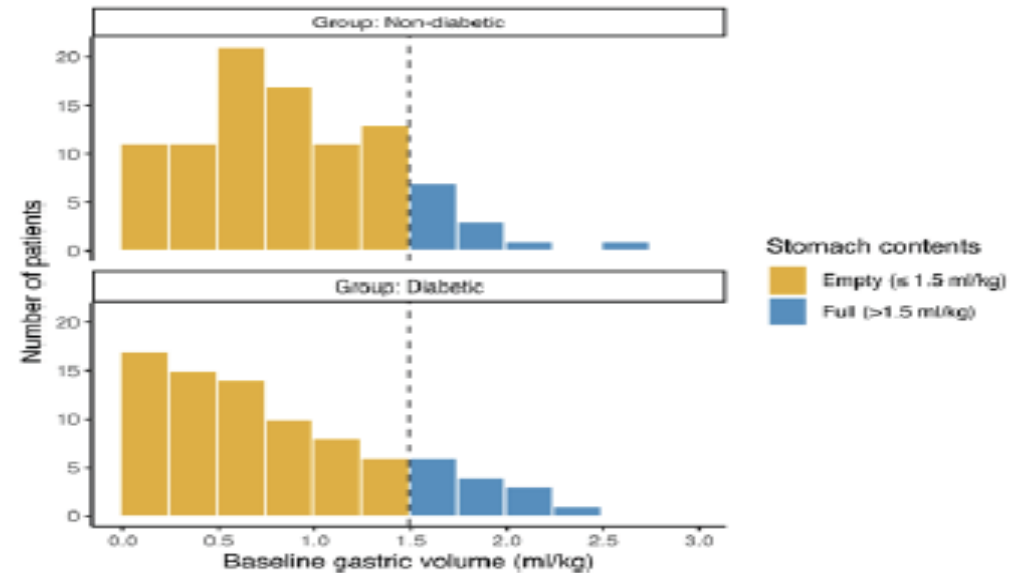 Group: Non-diabetic
20
15
10
5
0
Group: Diabetic
20
15
10
5
0
Number of patients
0.0 0.5 1.0 1.5 2.0 2.5 3.0
Baseline gastric volume (ml/kg)
Stomach contents
Empty (≤ 1.5 ml/kg)
Full (>1.5 ml/kg)